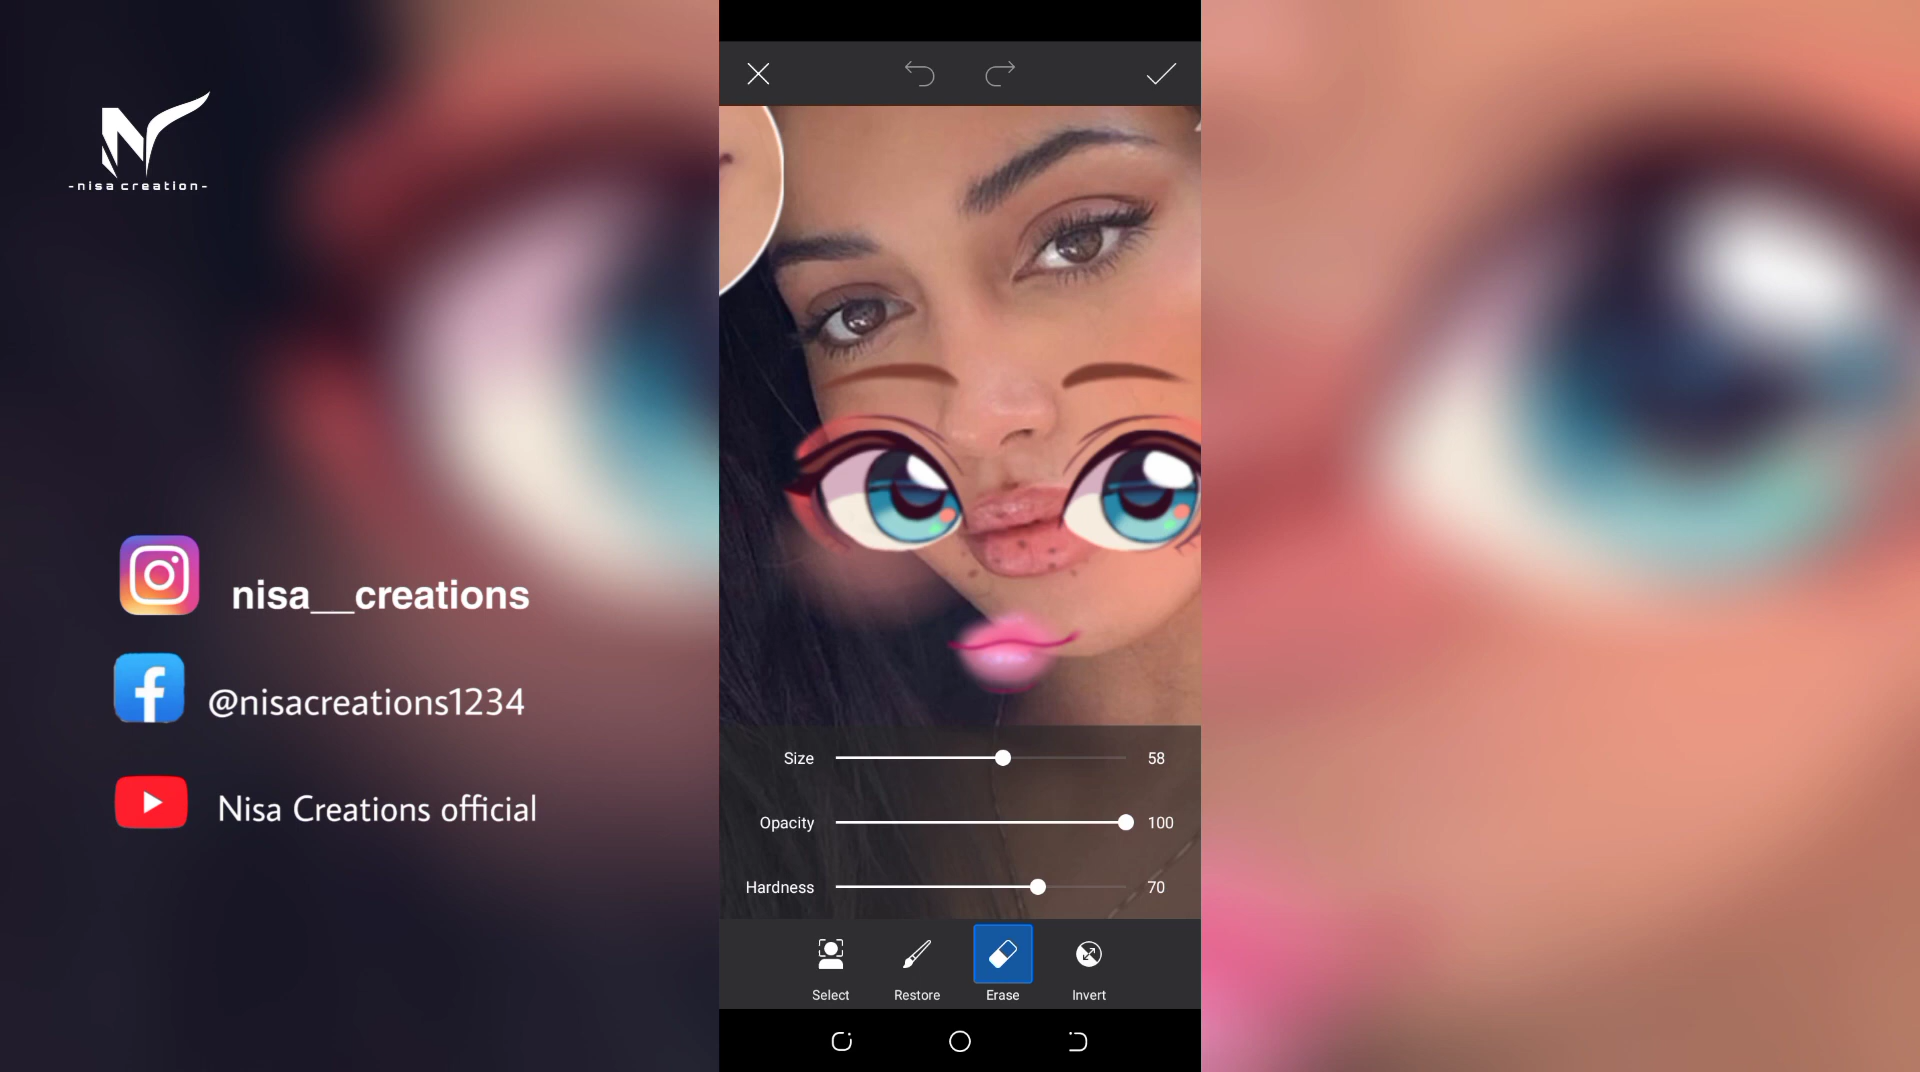 -nisa creation-
nisa__creations
@nisacreations1234
Nisa Creations official
Size 58
Opacity 100
Hardness 70
Select Restore Erase Invert